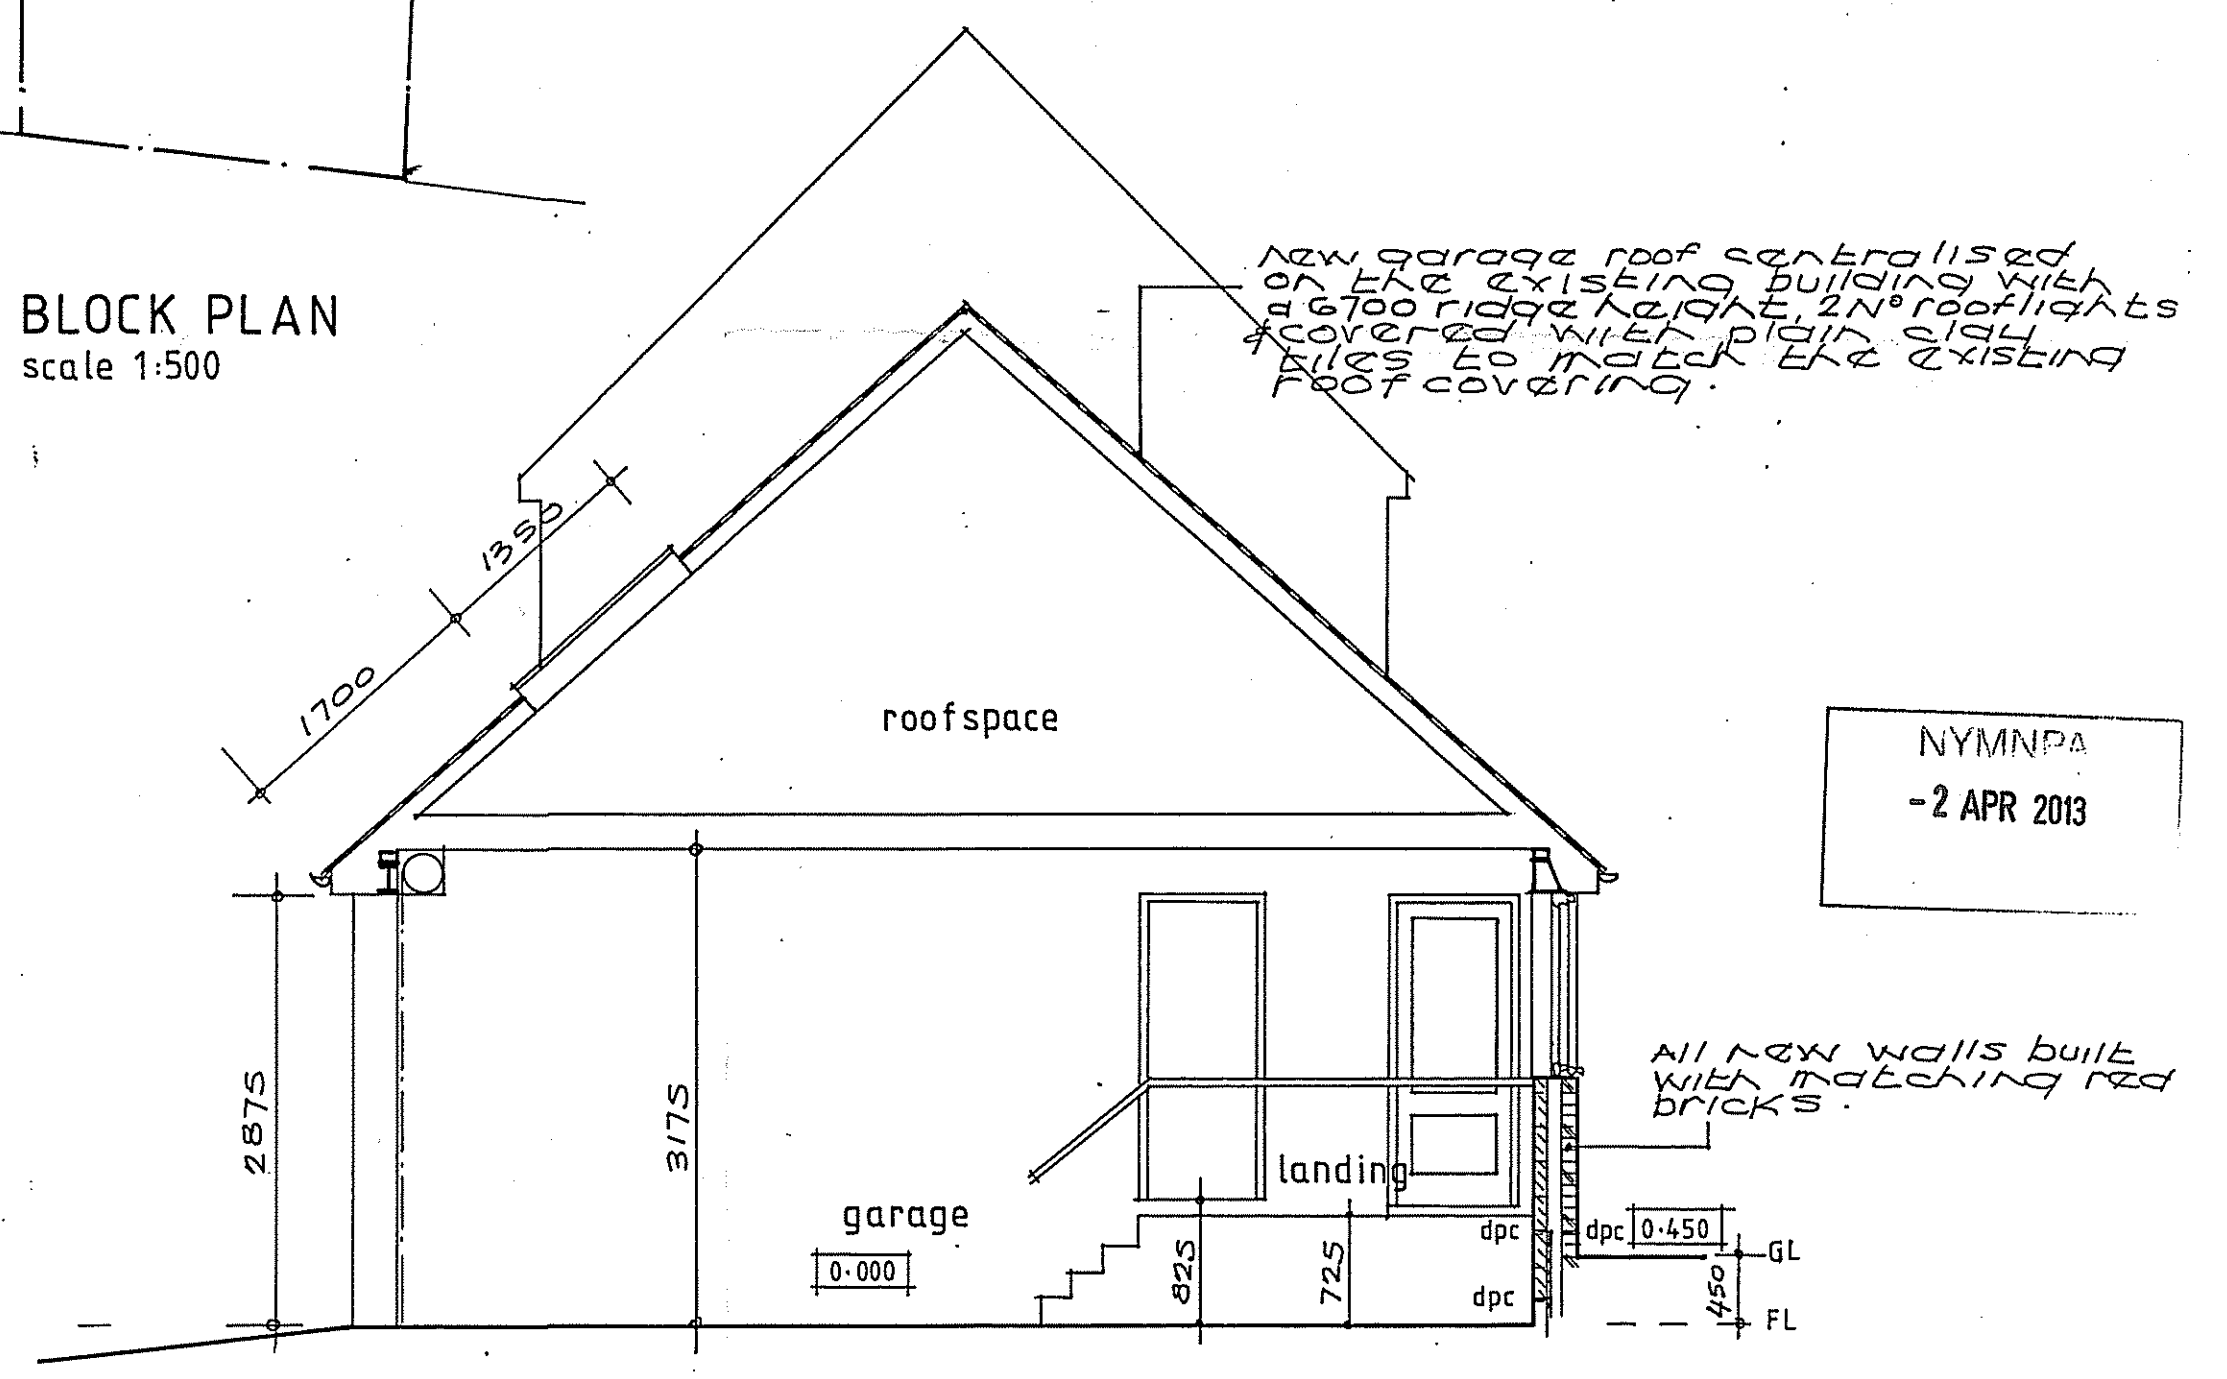 BLOCK PLAN
scale 1:500
new garage roof centralised
on the existing building with
a 6700 ridge height, 2Nº rooflights
& covered with plain clay
tiles to match the existing
roof covering.
1350
1700
roofspace
NYMNPA
-2 APR 2013
2875
3175
All new walls built
with matching red
bricks.
landing
garage
0.000
825
725
dpc
dpc
0.450
GL
450
dpc
FL